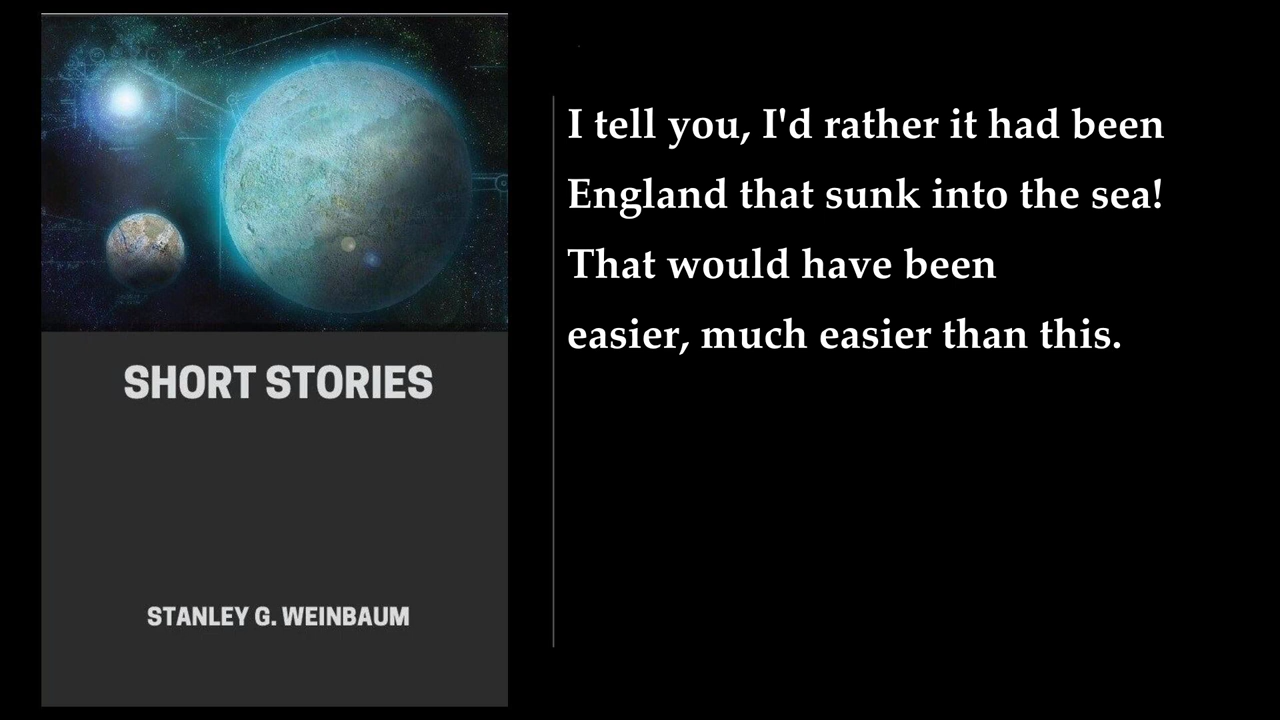 SHORT STORIES
STANLEY G. WEINBAUM
I tell you, I'd rather it had been
England that sunk into the sea!
That would have been
easier, much easier than this.